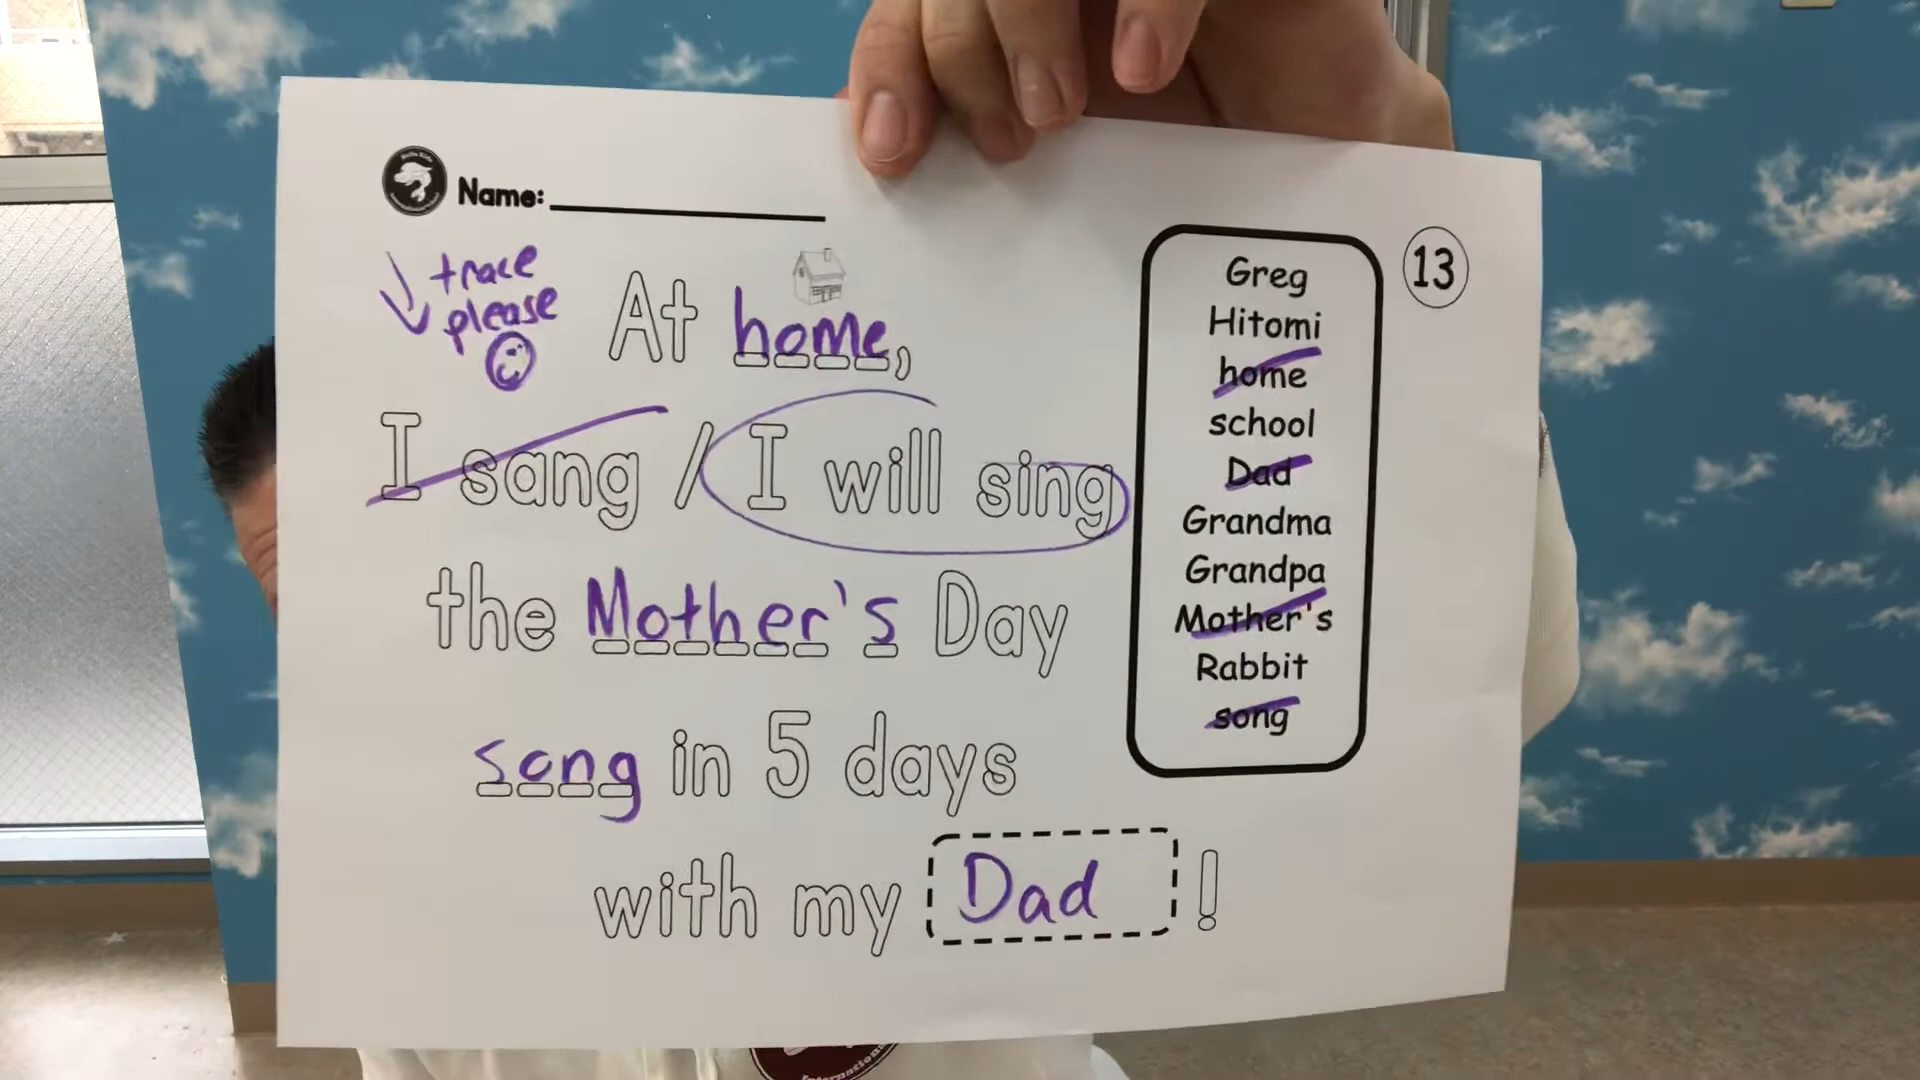 Name:
trace
please
At home,
I sang / I will sing
the Mother's Day
song in 5 days
with my Dad !
Greg
Hitomi
home
school
Dad
Grandma
Grandpa
Mother's
Rabbit
song
13
International